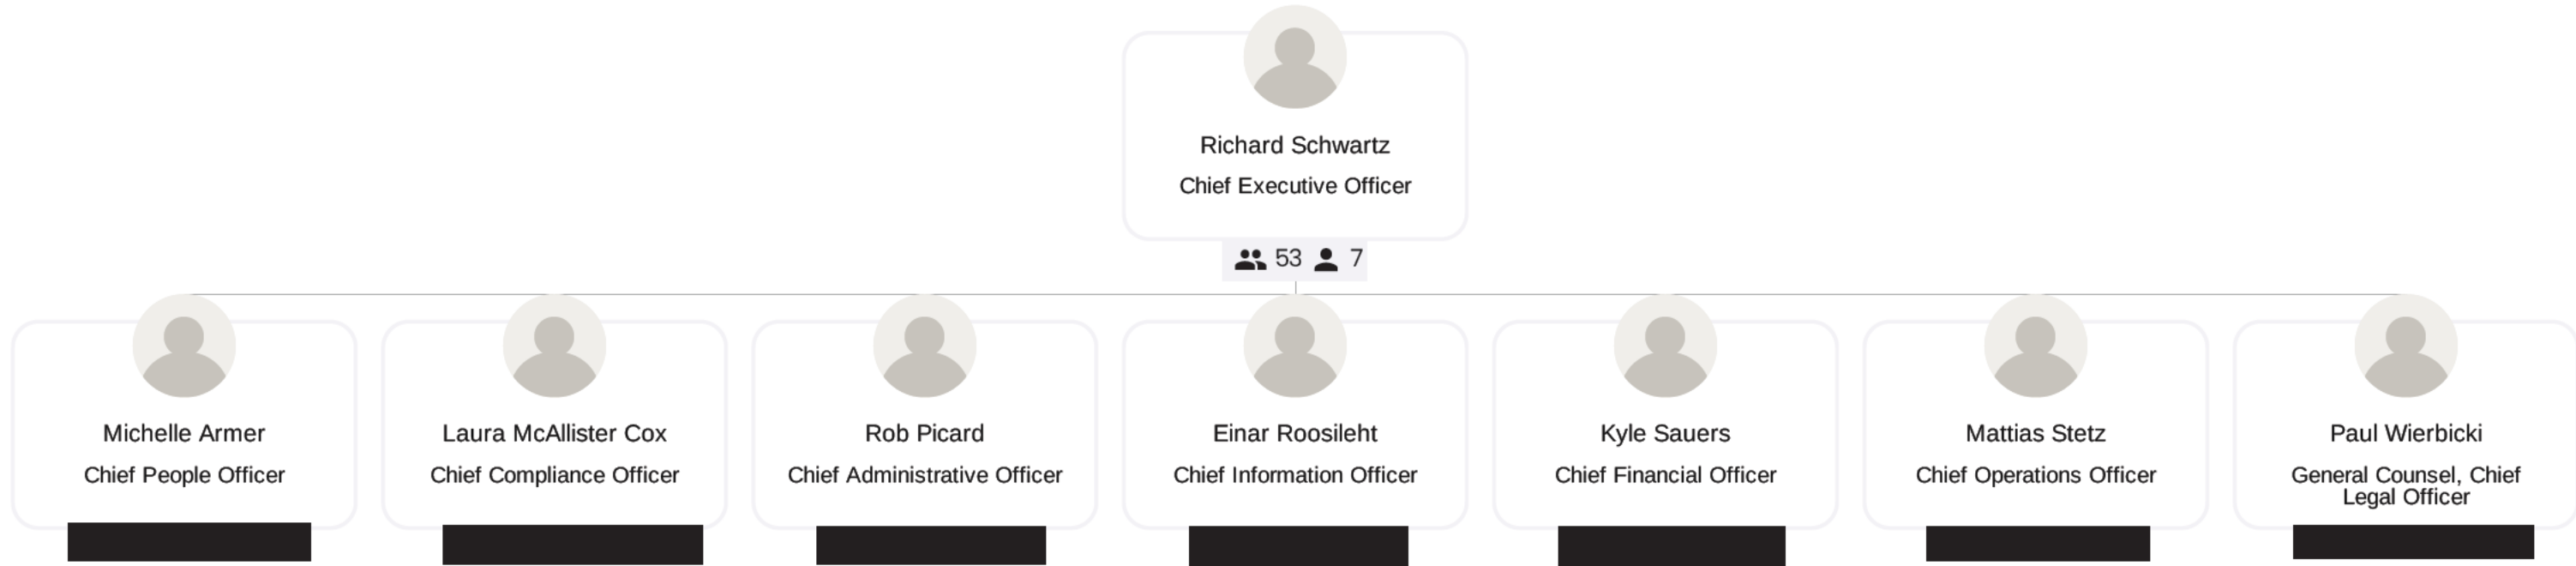 Richard Schwartz
Chief Executive Officer
53 7
Michelle Armer
Chief People Officer
Laura McAllister Cox
Chief Compliance Officer
Rob Picard
Chief Administrative Officer
Einar Roosileht
Chief Information Officer
Kyle Sauers
Chief Financial Officer
Mattias Stetz
Chief Operations Officer
Paul Wierbicki
General Counsel, Chief
Legal Officer